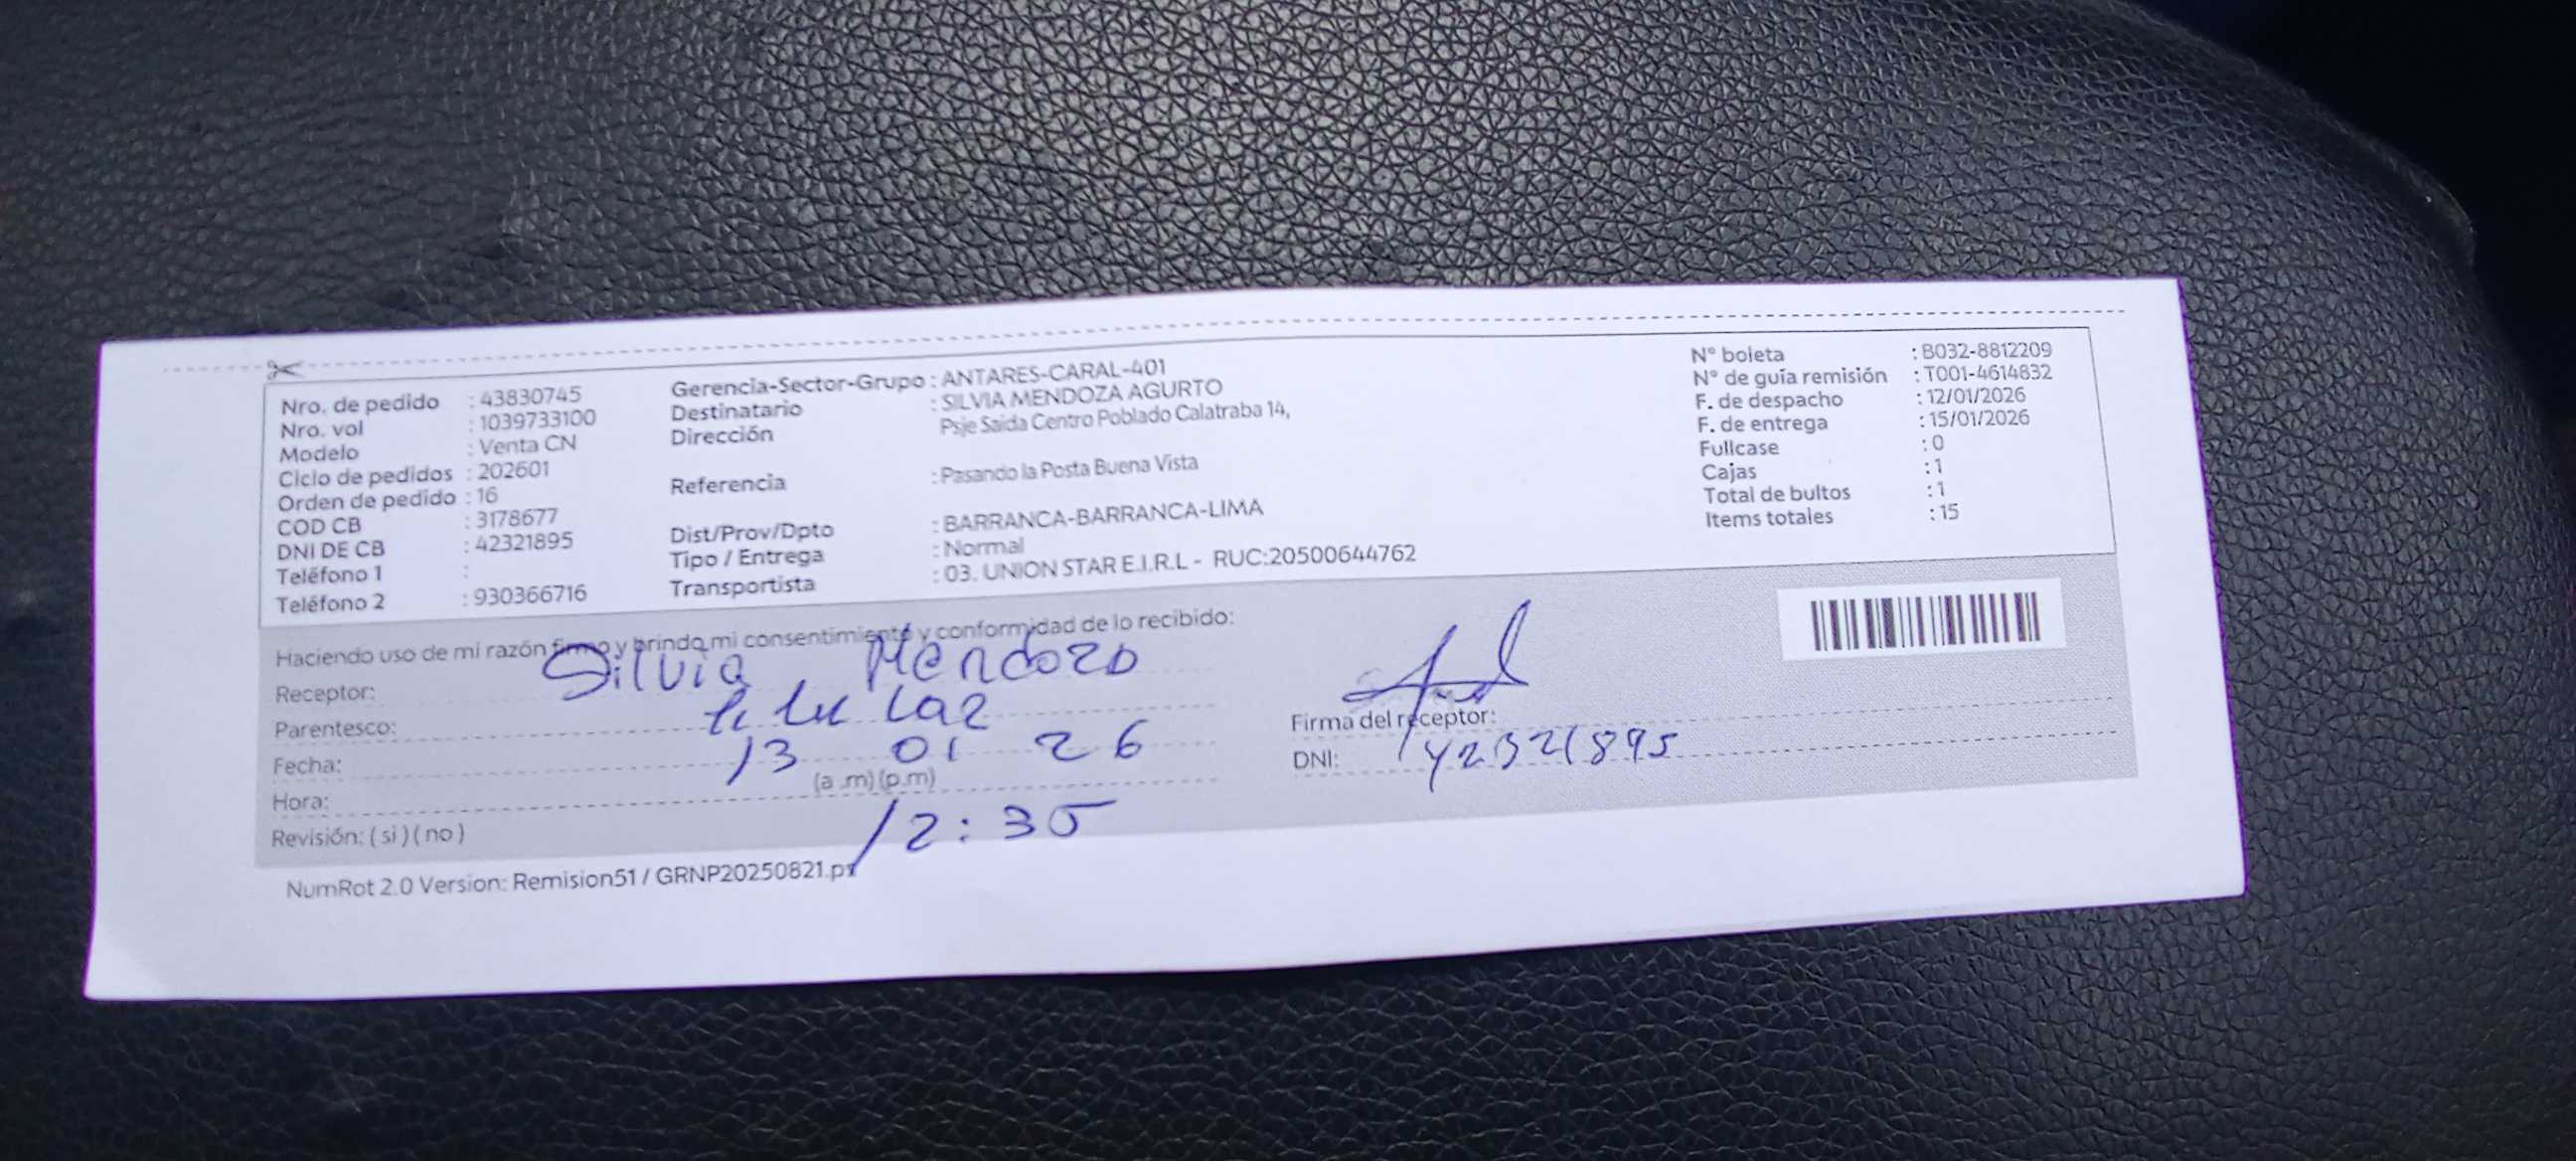 Nro. de pedido : 43830745
Nro. vol : 1039733100
Modelo : Venta CN
Ciclo de pedidos : 202601
Orden de pedido : 16
COD CB : 3178677
DNI DE CB : 42321895
Teléfono 1 :
Teléfono 2 : 930366716
Gerencia-Sector-Grupo : ANTARES-CARAL-401
Destinatario : SILVIA MENDOZA AGURTO
Dirección Psje Saida Centro Poblado Calatraba 14,
Referencia : Pasando la Posta Buena Vista
Dist/Prov/Dpto : BARRANCA-BARRANCA-LIMA
Tipo / Entrega : Normal
Transportista : 03. UNION STAR E.I.R.L - RUC:20500644762
N° boleta : B032-8812209
N° de guía remisión : T001-4614832
F. de despacho : 12/01/2026
F. de entrega : 15/01/2026
Fullcase : 0
Cajas : 1
Total de bultos : 1
Items totales : 15
Haciendo uso de mi razón firmo y brindo mi consentimiento y conformidad de lo recibido:
Receptor: Silvia Mendozo
Parentesco:
Fecha: 13 01 26
Hora: (a .m) (p.m) 12:35
Revisión: ( si ) ( no )
Firma del receptor:
DNI: 42321895
NumRot 2.0 Version: Remision51 / GRNP20250821.p